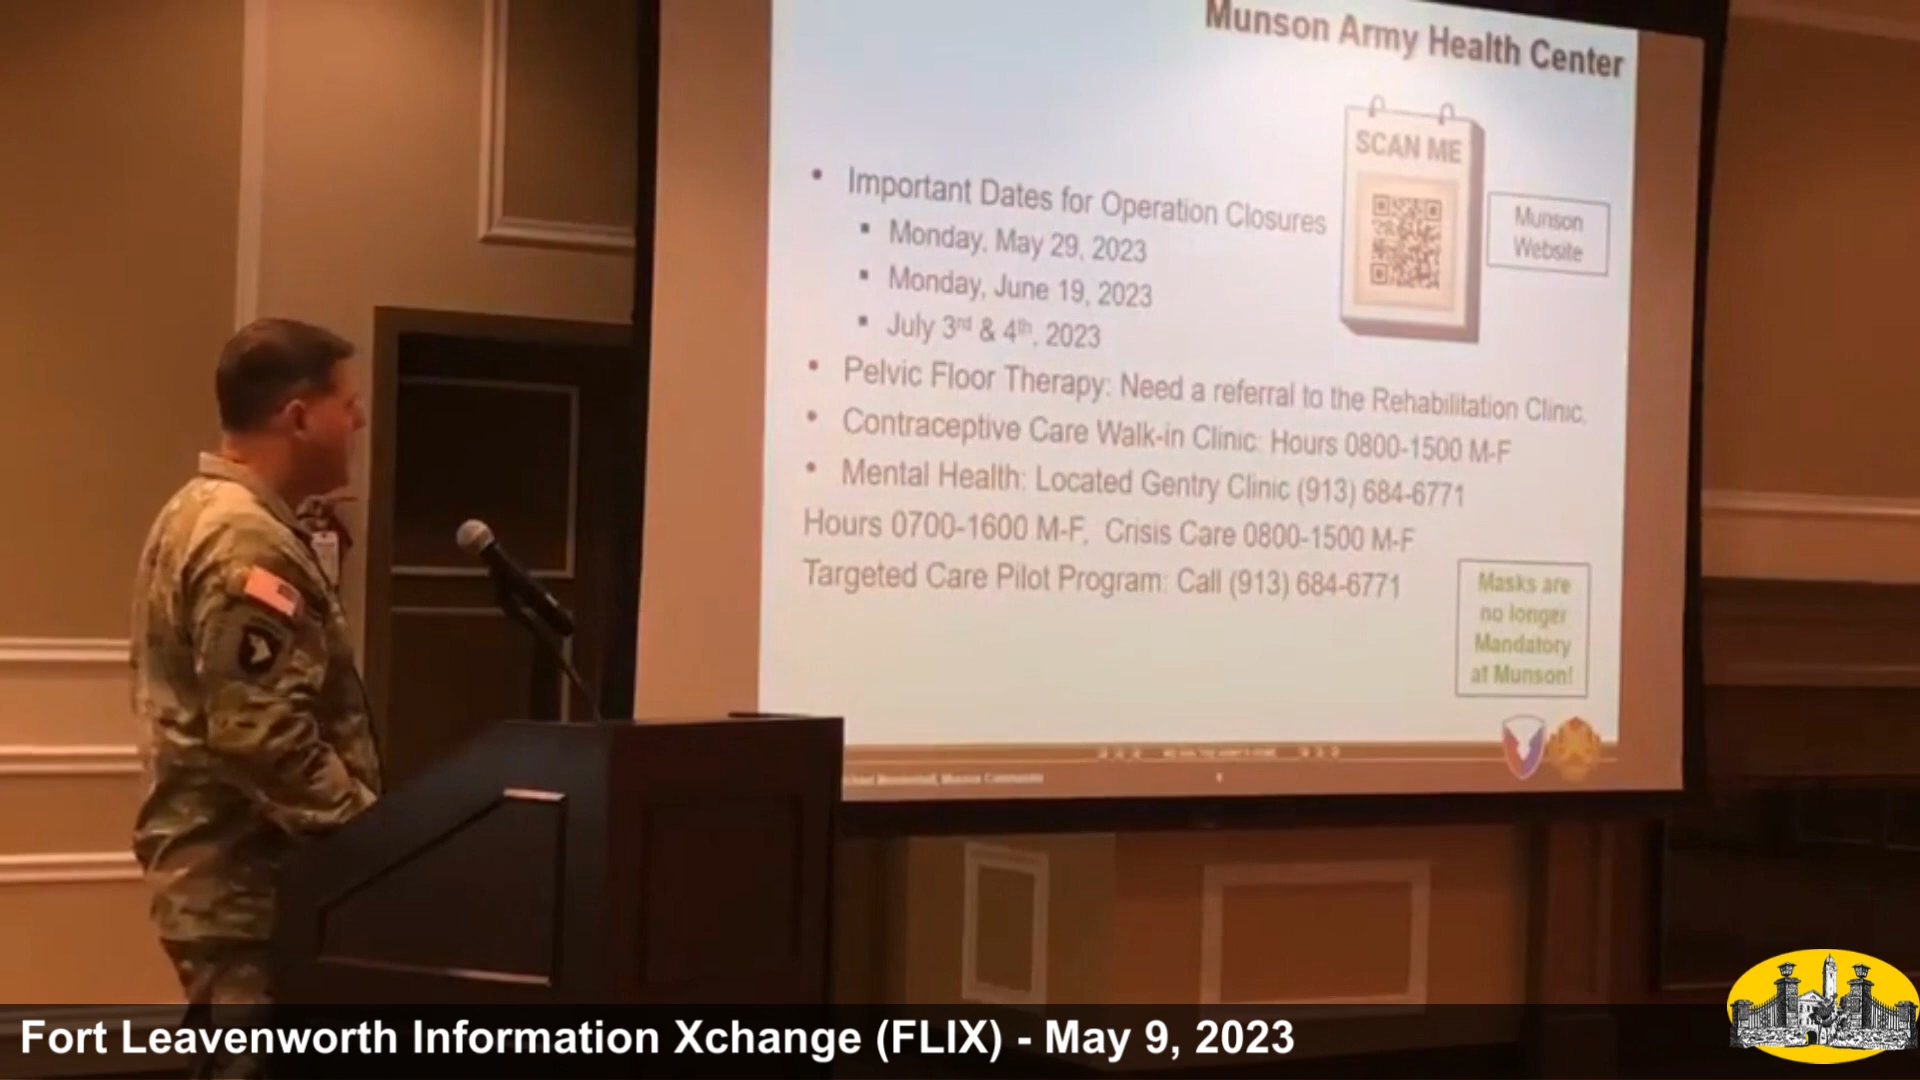 Munson Army Health Center
SCAN ME
Munson
Website
• Important Dates for Operation Closures
▪ Monday, May 29, 2023
▪ Monday, June 19, 2023
▪ July 3rd & 4th, 2023
• Pelvic Floor Therapy: Need a referral to the Rehabilitation Clinic.
• Contraceptive Care Walk-in Clinic: Hours 0800-1500 M-F
• Mental Health: Located Gentry Clinic (913) 684-6771
Hours 0700-1600 M-F, Crisis Care 0800-1500 M-F
Targeted Care Pilot Program: Call (913) 684-6771
Masks are
no longer
Mandatory
at Munson!
Munson Commander
Fort Leavenworth Information Xchange (FLIX) - May 9, 2023